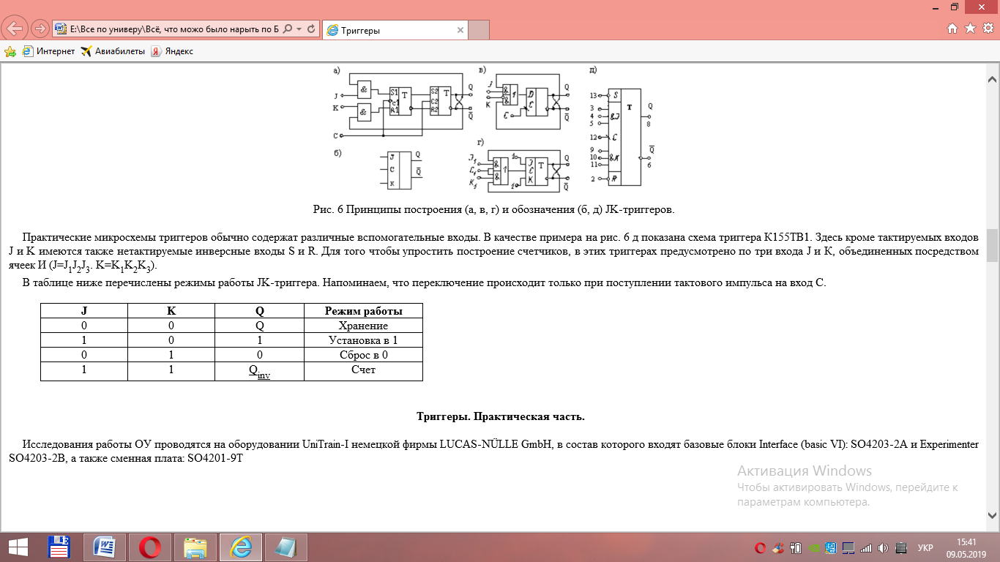 E:\Все по универу\Всё, что можо было нарыть по Б
Триггеры
Интернет Авиабилеты Яндекс
а) в) д)
J K C & & S1 C1 R1 T S2 C2 R2 T Q Q
J K & & 1 C D C Q Q
13 S
3
4 &J
5
12 C
9
10 &K
11
2 R
T
Q
8
Q
6
б) г)
J C K Q Q
J1 C1 K1 & & 1 1 1 J C K T Q Q
Рис. 6 Принципы построения (а, в, г) и обозначения (б, д) JK-триггеров.
Практические микросхемы триггеров обычно содержат различные вспомогательные входы. В качестве примера на рис. 6 д показана схема триггера К155ТВ1. Здесь кроме тактируемых входов
J и K имеются также нетактируемые инверсные входы S и R. Для того чтобы упростить построение счетчиков, в этих триггерах предусмотрено по три входа J и K, объединенных посредством
ячеек И (J=J1J2J3. K=K1K2K3).
В таблице ниже перечислены режимы работы JK-триггера. Напоминаем, что переключение происходит только при поступлении тактового импульса на вход С.
J K Q Режим работы
0 0 Q Хранение
1 0 1 Установка в 1
0 1 0 Сброс в 0
1 1 Qinv Счет
Триггеры. Практическая часть.
Исследования работы ОУ проводятся на оборудовании UniTrain-I немецкой фирмы LUCAS-NÜLLE GmbH, в состав которого входят базовые блоки Interface (basic VI): SO4203-2A и Experimenter
SO4203-2B, а также сменная плата: SO4201-9T
Активация Windows
Чтобы активировать Windows, перейдите к
параметрам компьютера.
УКР
15:41
09.05.2019